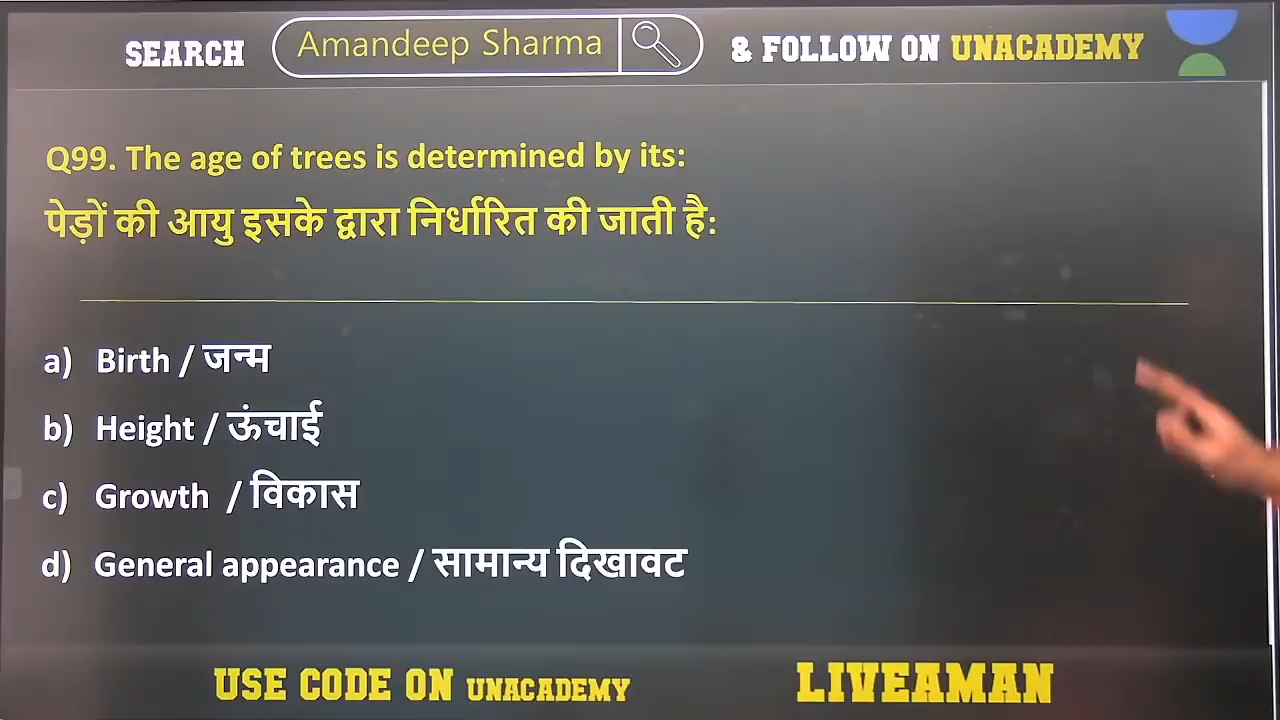 SEARCH Amandeep Sharma & FOLLOW ON UNACADEMY
Q99. The age of trees is determined by its:
पेड़ों की आयु इसके द्वारा निर्धारित की जाती है:
a) Birth / जन्म
b) Height / ऊंचाई
c) Growth / विकास
d) General appearance / सामान्य दिखावट
USE CODE ON UNACADEMY LIVEAMAN